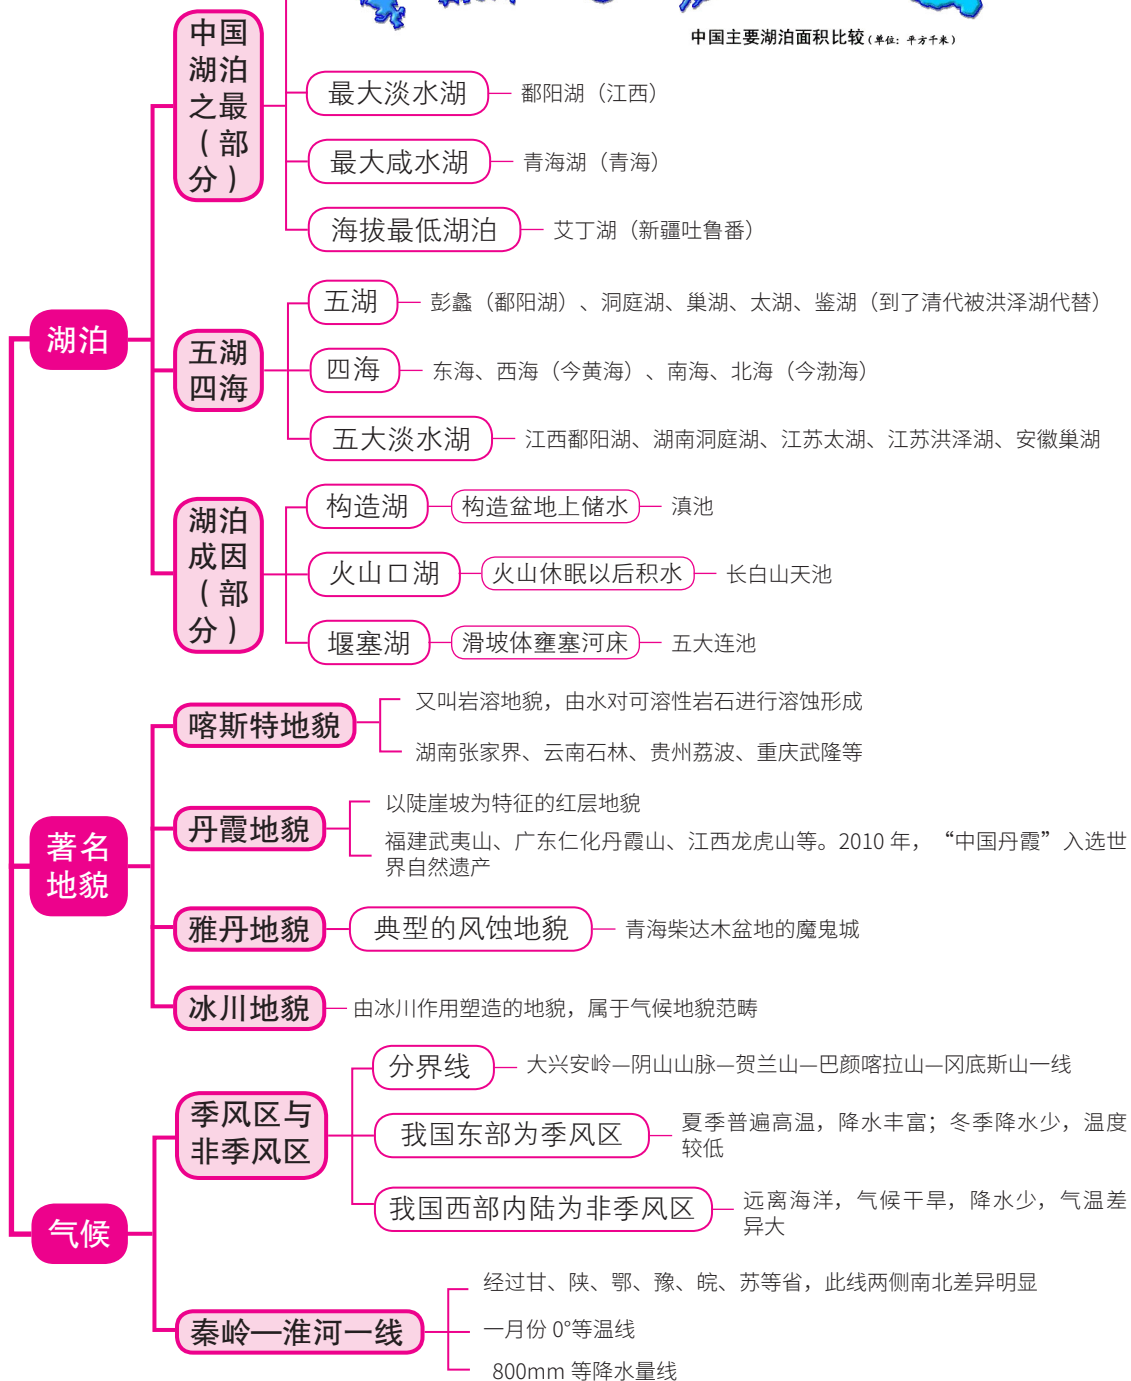 中国主要湖泊面积比较(单位：平方千米)
湖泊
中国
湖泊
之最
（部
分）
最大淡水湖
鄱阳湖（江西）
最大咸水湖
青海湖（青海）
海拔最低湖泊
艾丁湖（新疆吐鲁番）
五湖
四海
五湖
彭蠡（鄱阳湖）、洞庭湖、巢湖、太湖、鉴湖（到了清代被洪泽湖代替）
四海
东海、西海（今黄海）、南海、北海（今渤海）
五大淡水湖
江西鄱阳湖、湖南洞庭湖、江苏太湖、江苏洪泽湖、安徽巢湖
湖泊
成因
（部
分）
构造湖
构造盆地上储水
滇池
火山口湖
火山休眠以后积水
长白山天池
堰塞湖
滑坡体壅塞河床
五大连池
著名
地貌
喀斯特地貌
又叫岩溶地貌，由水对可溶性岩石进行溶蚀形成
湖南张家界、云南石林、贵州荔波、重庆武隆等
丹霞地貌
以陡崖坡为特征的红层地貌
福建武夷山、广东仁化丹霞山、江西龙虎山等。2010 年，“中国丹霞”入选世
界自然遗产
雅丹地貌
典型的风蚀地貌
青海柴达木盆地的魔鬼城
冰川地貌
由冰川作用塑造的地貌，属于气候地貌范畴
气候
季风区与
非季风区
分界线
大兴安岭—阴山山脉—贺兰山—巴颜喀拉山—冈底斯山一线
我国东部为季风区
夏季普遍高温，降水丰富；冬季降水少，温度
较低
我国西部内陆为非季风区
远离海洋，气候干旱，降水少，气温差
异大
秦岭—淮河一线
经过甘、陕、鄂、豫、皖、苏等省，此线两侧南北差异明显
一月份 0°等温线
800mm 等降水量线